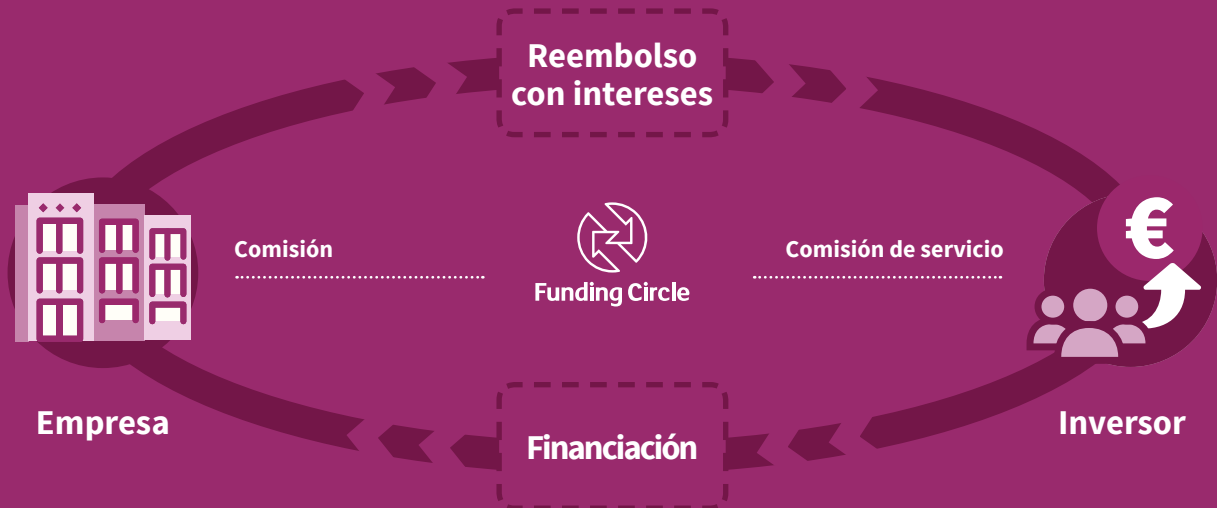 Reembolso
con intereses
Comisión
Comisión de servicio
Funding Circle
Empresa
Inversor
Financiación
€